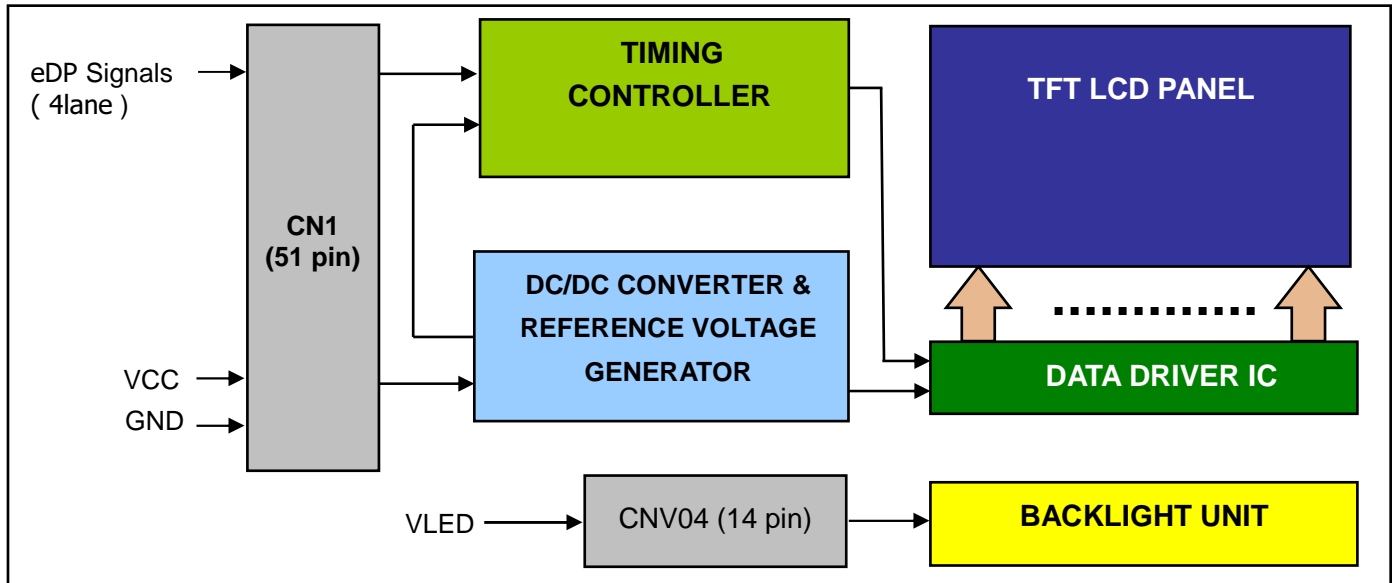 eDP Signals
( 4lane )
CN1
(51 pin)
VCC
GND
TIMING
CONTROLLER
DC/DC CONVERTER &
REFERENCE VOLTAGE
GENERATOR
TFT LCD PANEL
DATA DRIVER IC
VLED
CNV04 (14 pin)
BACKLIGHT UNIT